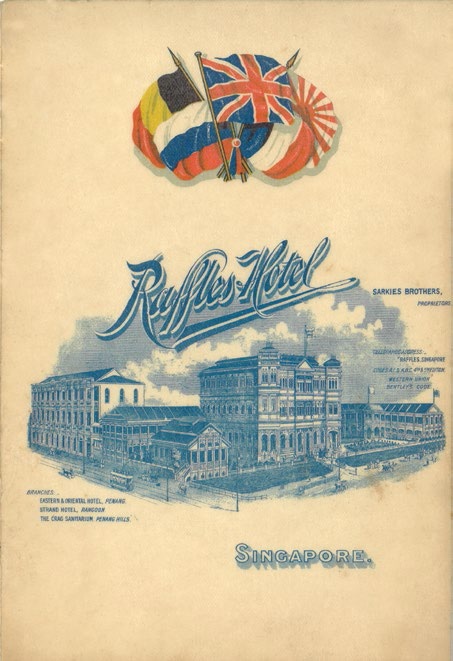 Raffles Hotel
SARKIES BROTHERS,
PROPRIETORS.
TELEGRAPHIC ADDRESS:
"RAFFLES, SINGAPORE
CODES A.I. A.B.C. 4TH & 5TH EDITION
WESTERN UNION
BENTLEY'S CODE.
BRANCHES
EASTERN & ORIENTAL HOTEL, PENANG.
STRAND HOTEL, RANGOON
THE CRAG SANITARIUM. PENANG HILLS.
SINGAPORE.